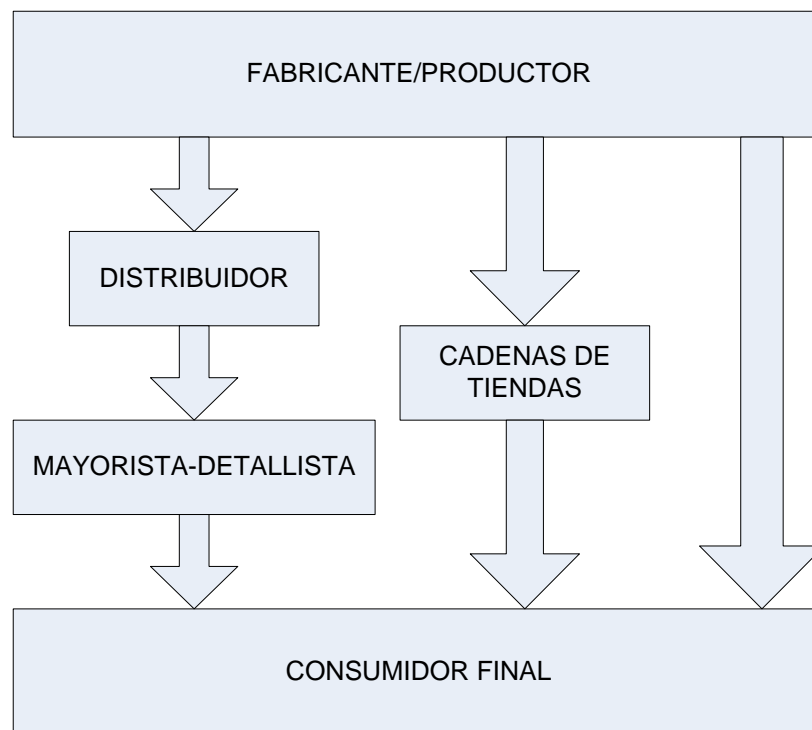 FABRICANTE/PRODUCTOR
DISTRIBUIDOR
CADENAS DE
TIENDAS
MAYORISTA-DETALLISTA
CONSUMIDOR FINAL